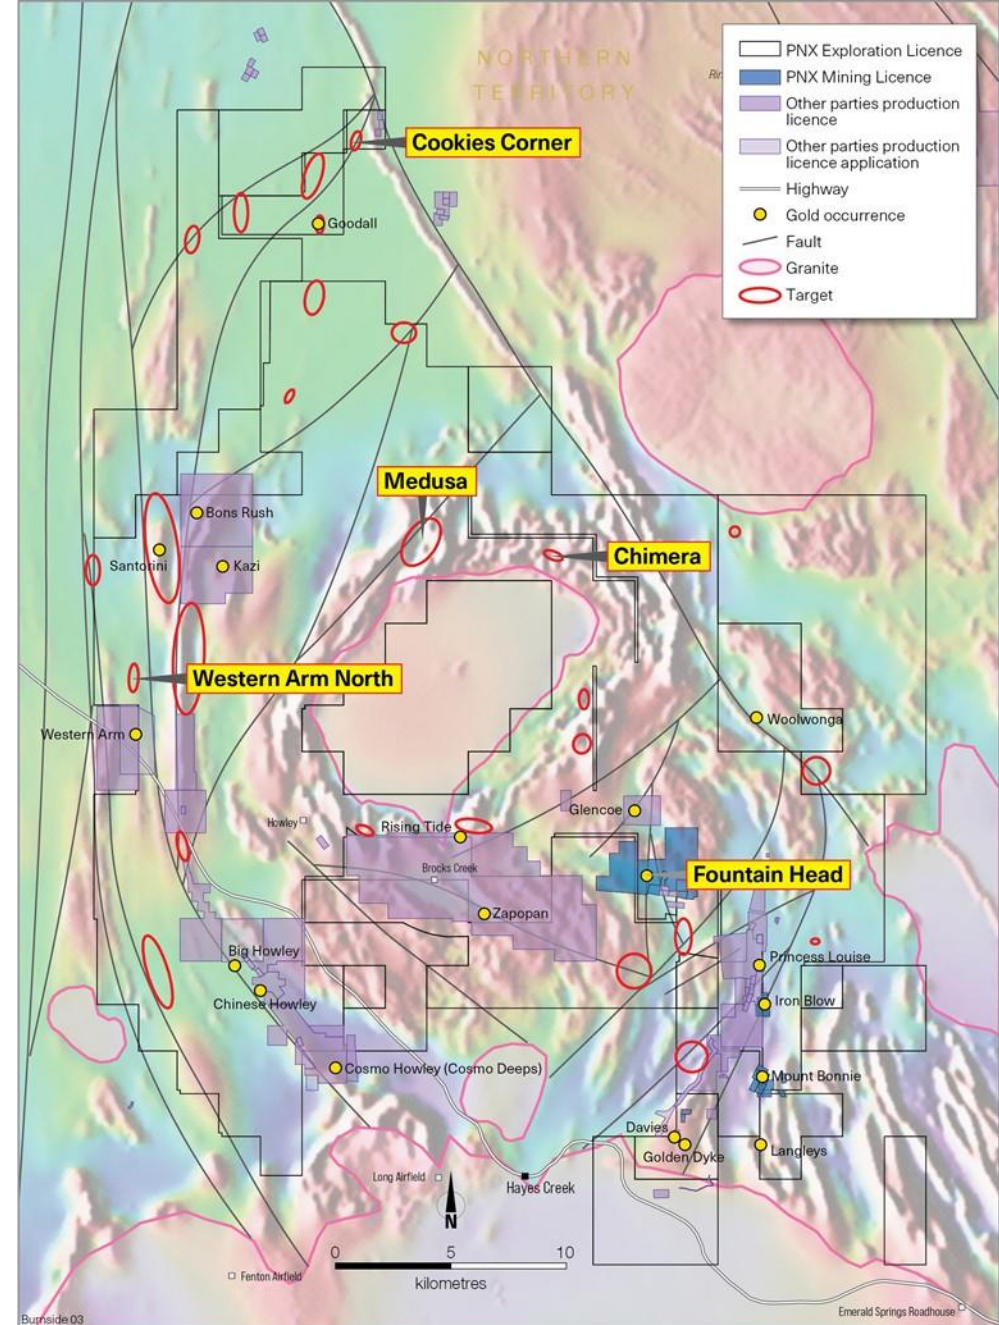 NORTHERN
TERRITORY
PNX Exploration Licence
PNX Mining Licence
Other parties production
licence
Other parties production
licence application
Highway
Gold occurrence
Fault
Granite
Target
Cookies Corner
Goodall
Medusa
Bons Rush
Chimera
Santorini
Kazi
Western Arm North
Woolwonga
Western Arm
Glencoe
Howley
Rising Tide
Brocks Creek
Fountain Head
Zapopan
Big Howley
Princess Louise
Chinese Howley
Iron Blow
Cosmo Howley (Cosmo Deeps)
Mount Bonnie
Davies
Golden Dyke
Langleys
Long Airfield
Hayes Creek
N
0 5 10
kilometres
Fenton Airfield
Emerald Springs Roadhouse
Burnside 03